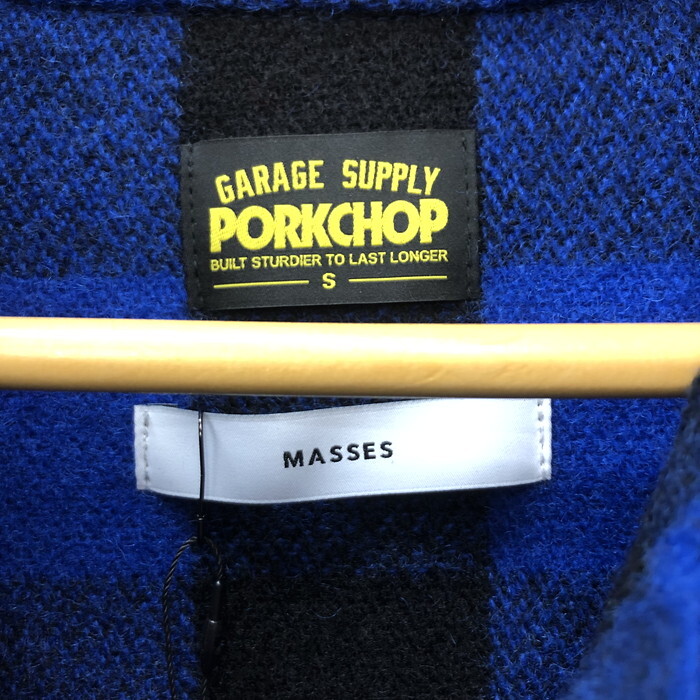 GARAGE SUPPLY
PORKCHOP
BUILT STURDIER TO LAST LONGER
S
MASSES